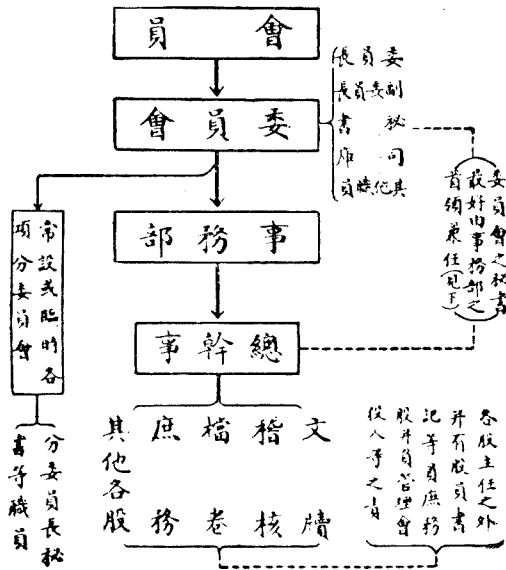 會員
委員會
委員長
副委員長
秘書
司庫
其他職員
委員會之秘書
最好由事務部之
首領兼任(見下)
事務部
常設或臨時各
項分委員會
總幹事
文牘
稽核
檔卷
庶務
其他各股
分委員長秘
書等職員
各股主任之外
并有股員書
記等員庶務
股并負管理會
役人等之責